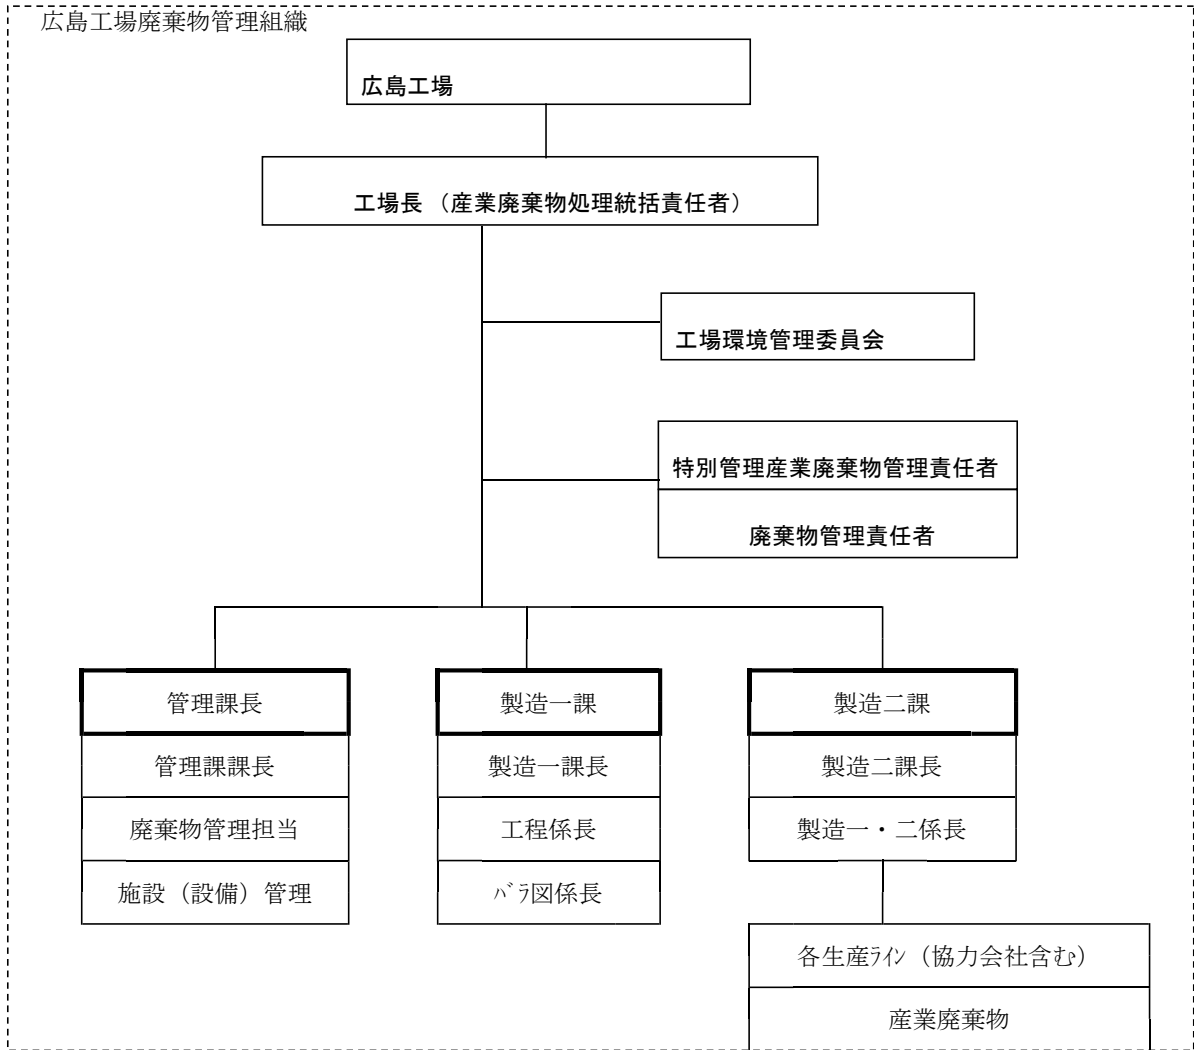 広島工場廃棄物管理組織
広島工場
工場長 (産業廃棄物処理統括責任者)
工場環境管理委員会
特別管理産業廃棄物管理責任者
廃棄物管理責任者
管理課長
管理課課長
廃棄物管理担当
施設(設備)管理
製造一課
製造一課長
工程係長
バラ図係長
製造二課
製造二課長
製造一・二係長
各生産ライン(協力会社含む)
産業廃棄物